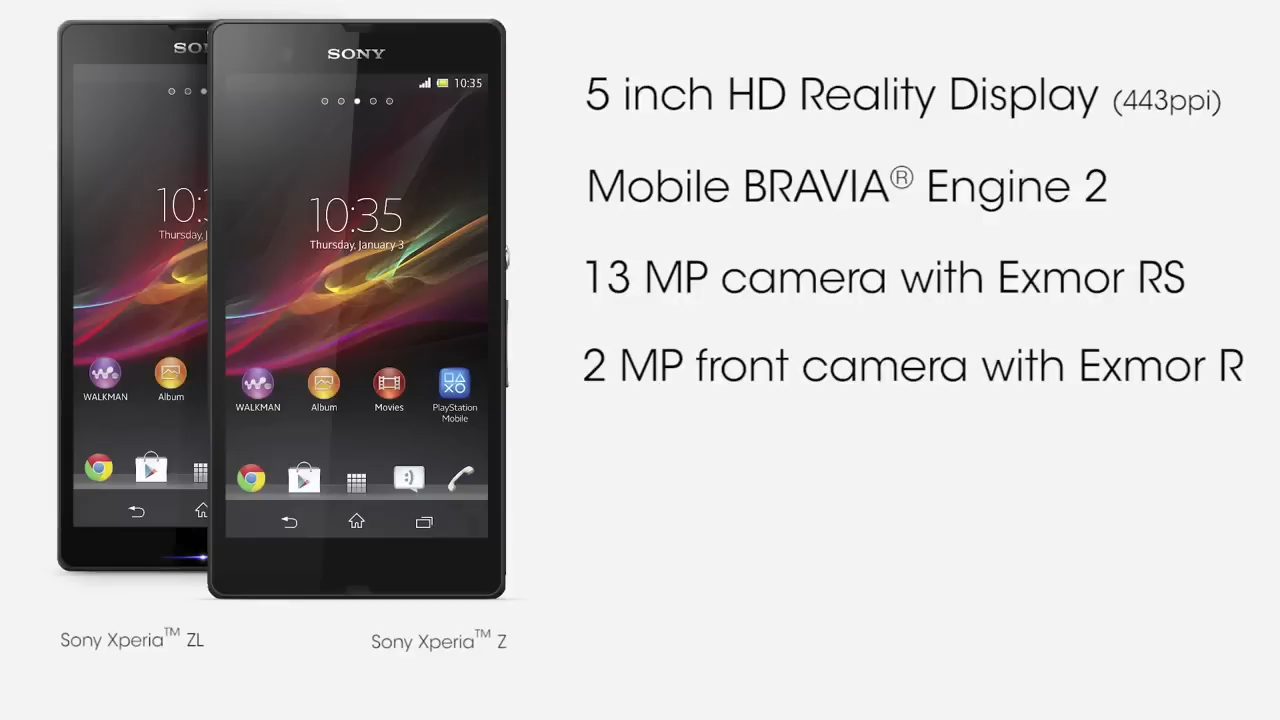 SONY
10:35
10:35
Thursday, January 3
WALKMAN
Album
Movies
PlayStation
Mobile
Thursday,
WALKMAN
Album
5 inch HD Reality Display (443ppi)
Mobile BRAVIA® Engine 2
13 MP camera with Exmor RS
2 MP front camera with Exmor R
Sony Xperia™ ZL
Sony Xperia™ Z